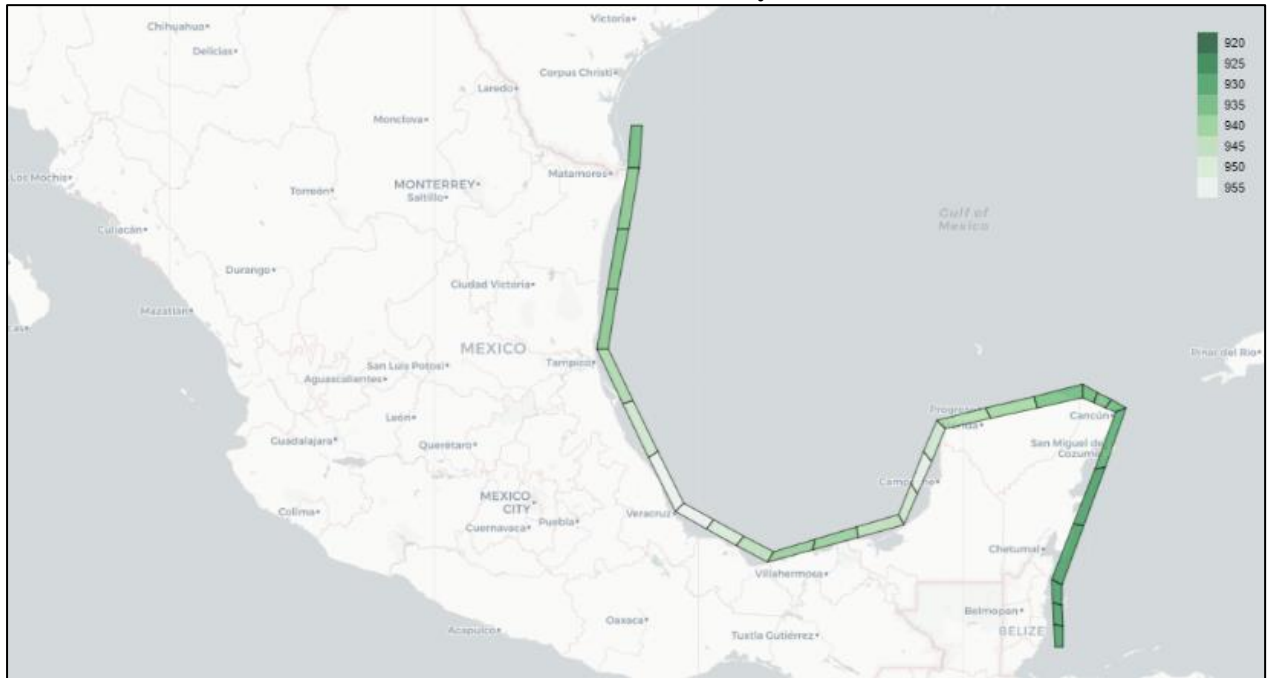 Victoria
Chihuahua
920
Delicias
925
Corpus Christi
930
Laredo
935
Monclova
940
945
Los Mochis
Matamoros
950
MONTERREY
Torreón
955
Saltillo
Gulf of
Mexico
Culiacán
Durango
Ciudad Victoria
Mazatlán
MEXICO
Pinar del Rio
San Luis Potosí
Tampico
Aguascalientes
León
Cancún
Guadalajara
Querétaro
San Miguel de
Cozumel
MEXICO
CITY
Colima
Puebla
Veracruz
Cuernavaca
Chetumal
Villahermosa
Belmopan
Oaxaca
Acapulco
Tuxtla Gutiérrez
BELIZE